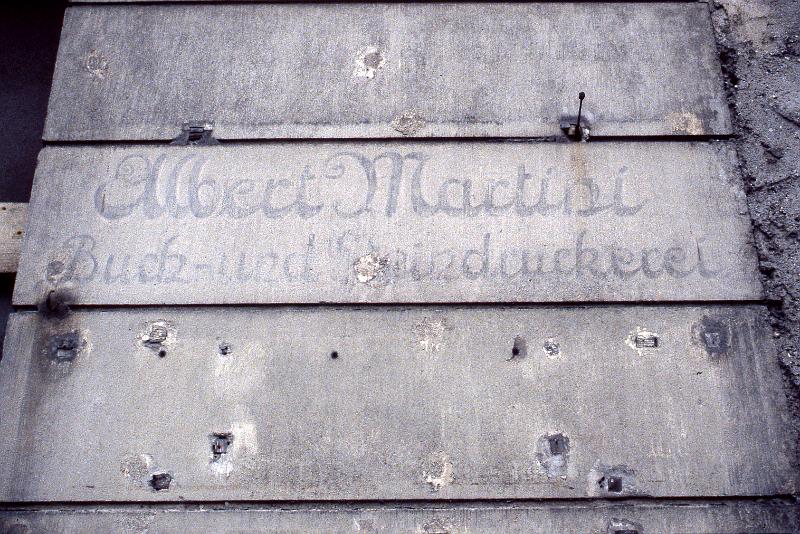 Albert Martini
Buch- und Steindruckerei